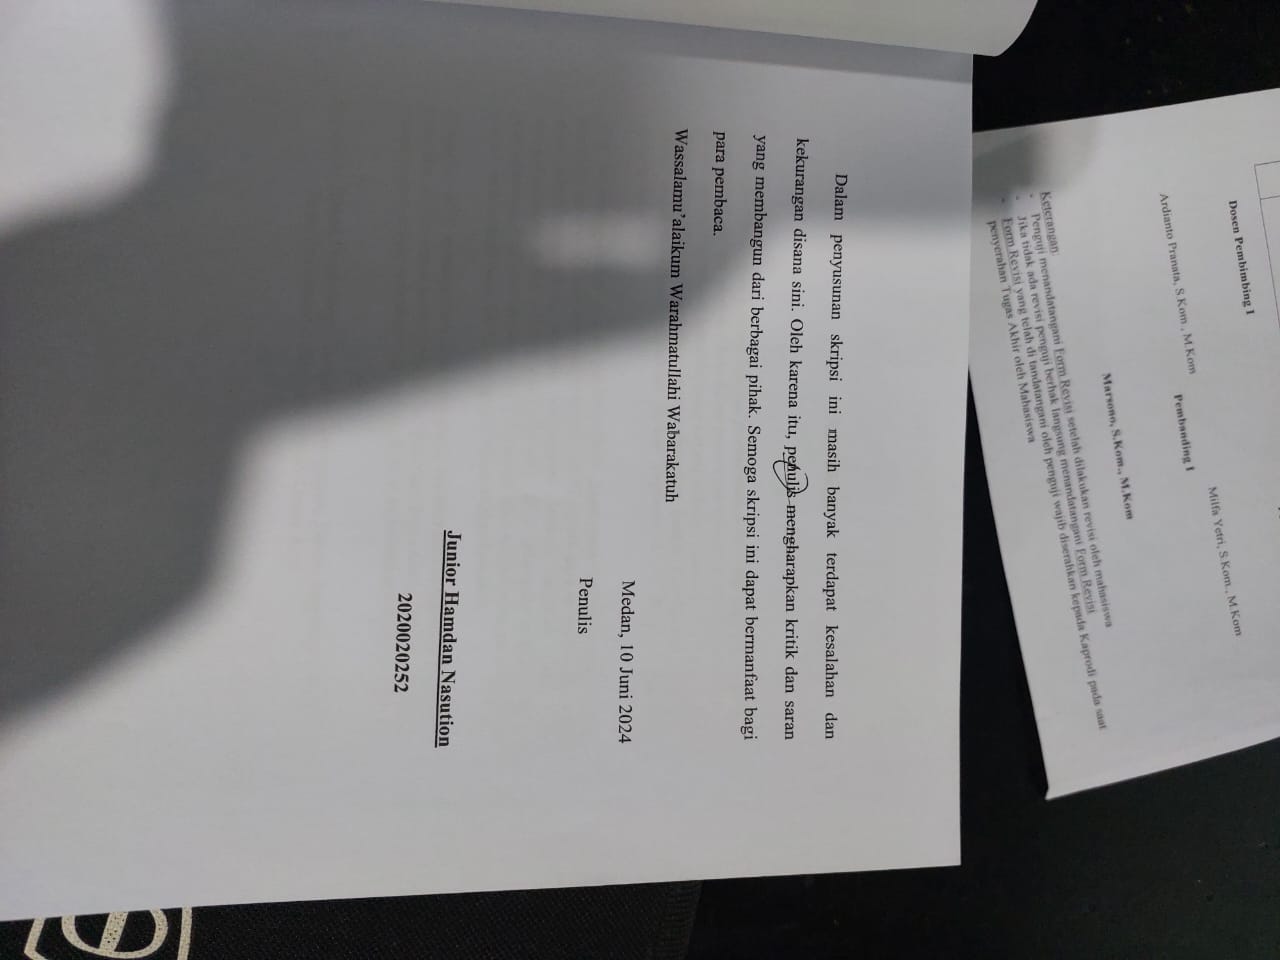 Dalam penyusunan skripsi ini masih banyak terdapat kesalahan dan
kekurangan disana sini. Oleh karena itu, penulis mengharapkan kritik dan saran
yang membangun dari berbagai pihak. Semoga skripsi ini dapat bermanfaat bagi
para pembaca.
Wassalamu’alaikum Warahmatullahi Wabarakatuh
Medan, 10 Juni 2024
Penulis
Junior Hamdan Nasution
2020020252
Dosen Pembimbing I
Ardianto Pranata, S.Kom., M.Kom
Milfa Yetri, S.Kom., M.Kom
Pembanding I
Marsono, S.Kom., M.Kom
Keterangan:
Penguji menandatangani Form Revisi setelah dilakukan revisi oleh mahasiswa
Jika tidak ada revisi penguji berhak langsung menandatangani Form Revisi
Form Revisi yang telah di tandatangani oleh penguji wajib diserahkan kepada Kaprodi pada saat
penyerahan Tugas Akhir oleh Mahasiswa